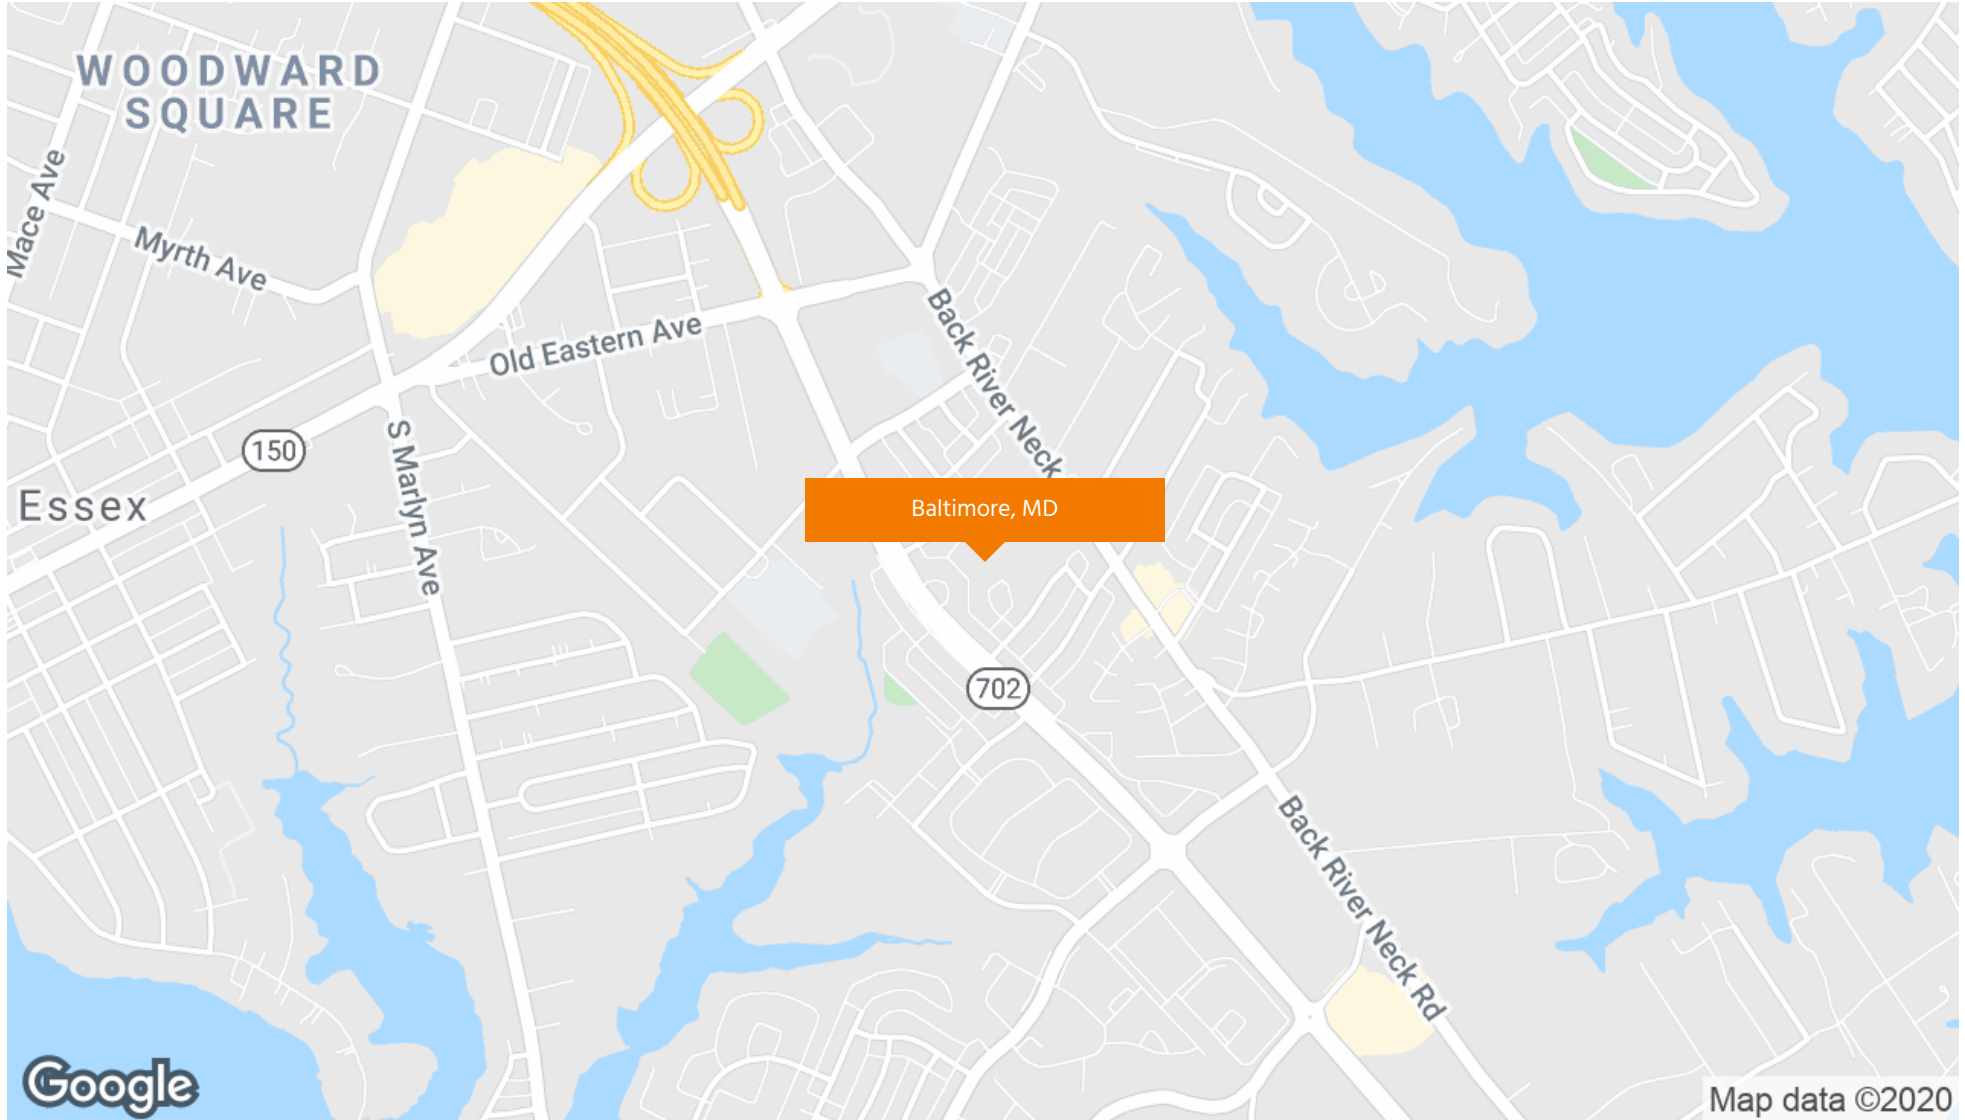 WOODWARD
SQUARE
Mace Ave
Myrth Ave
Old Eastern Ave
Back River Neck
150
S Marlyn Ave
Essex
Baltimore, MD
702
Back River Neck Rd
Google
Map data ©2020